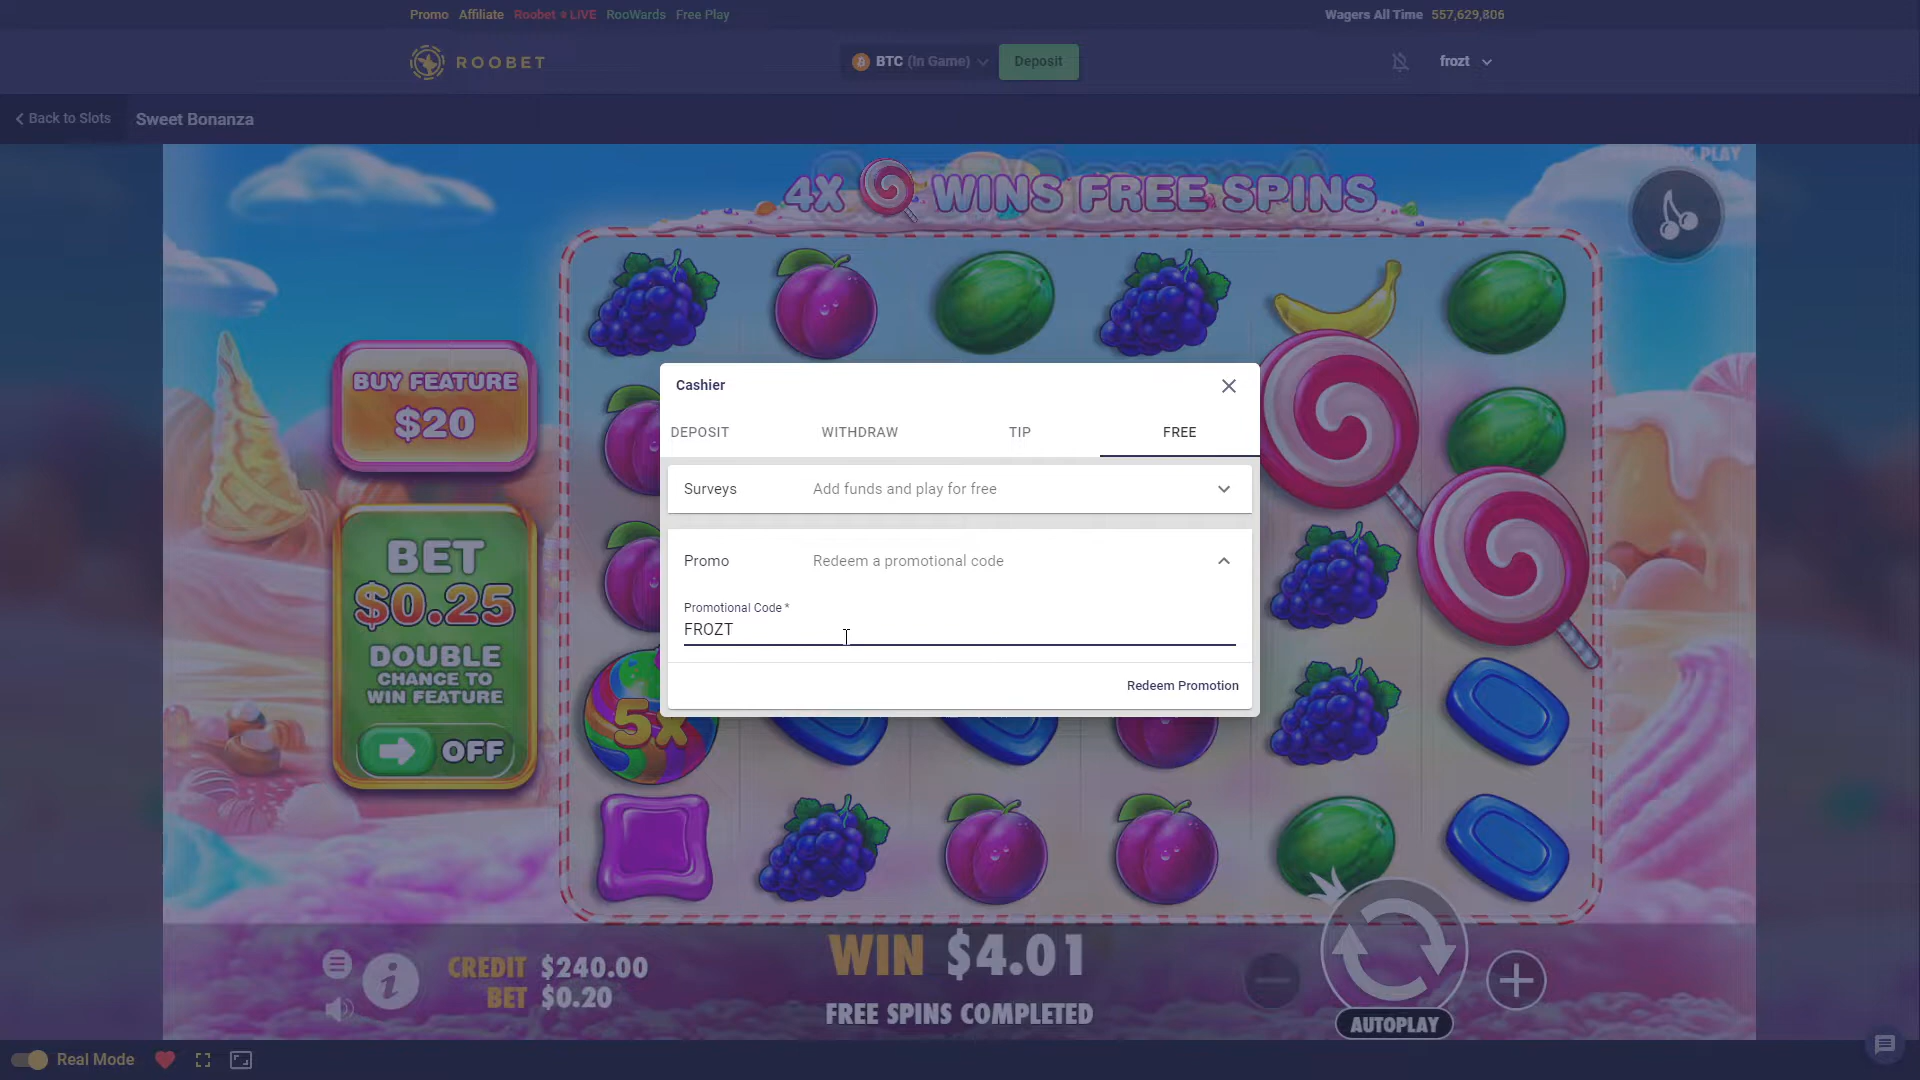 Promo Affiliate Roobet LIVE RooWards Free Play
Wagers All Time 557,629,806
ROOBET
BTC (In Game)
Deposit
frozt
Back to Slots
Sweet Bonanza
4X WINS FREE SPINS
BUY FEATURE
$20
BET
$0.25
DOUBLE
CHANCE TO
WIN FEATURE
OFF
Cashier
DEPOSIT WITHDRAW TIP FREE
Surveys Add funds and play for free
Promo Redeem a promotional code
Promotional Code *
FROZT
Redeem Promotion
5X
CREDIT $240.00
BET $0.20
WIN $4.01
FREE SPINS COMPLETED
AUTOPLAY
Real Mode